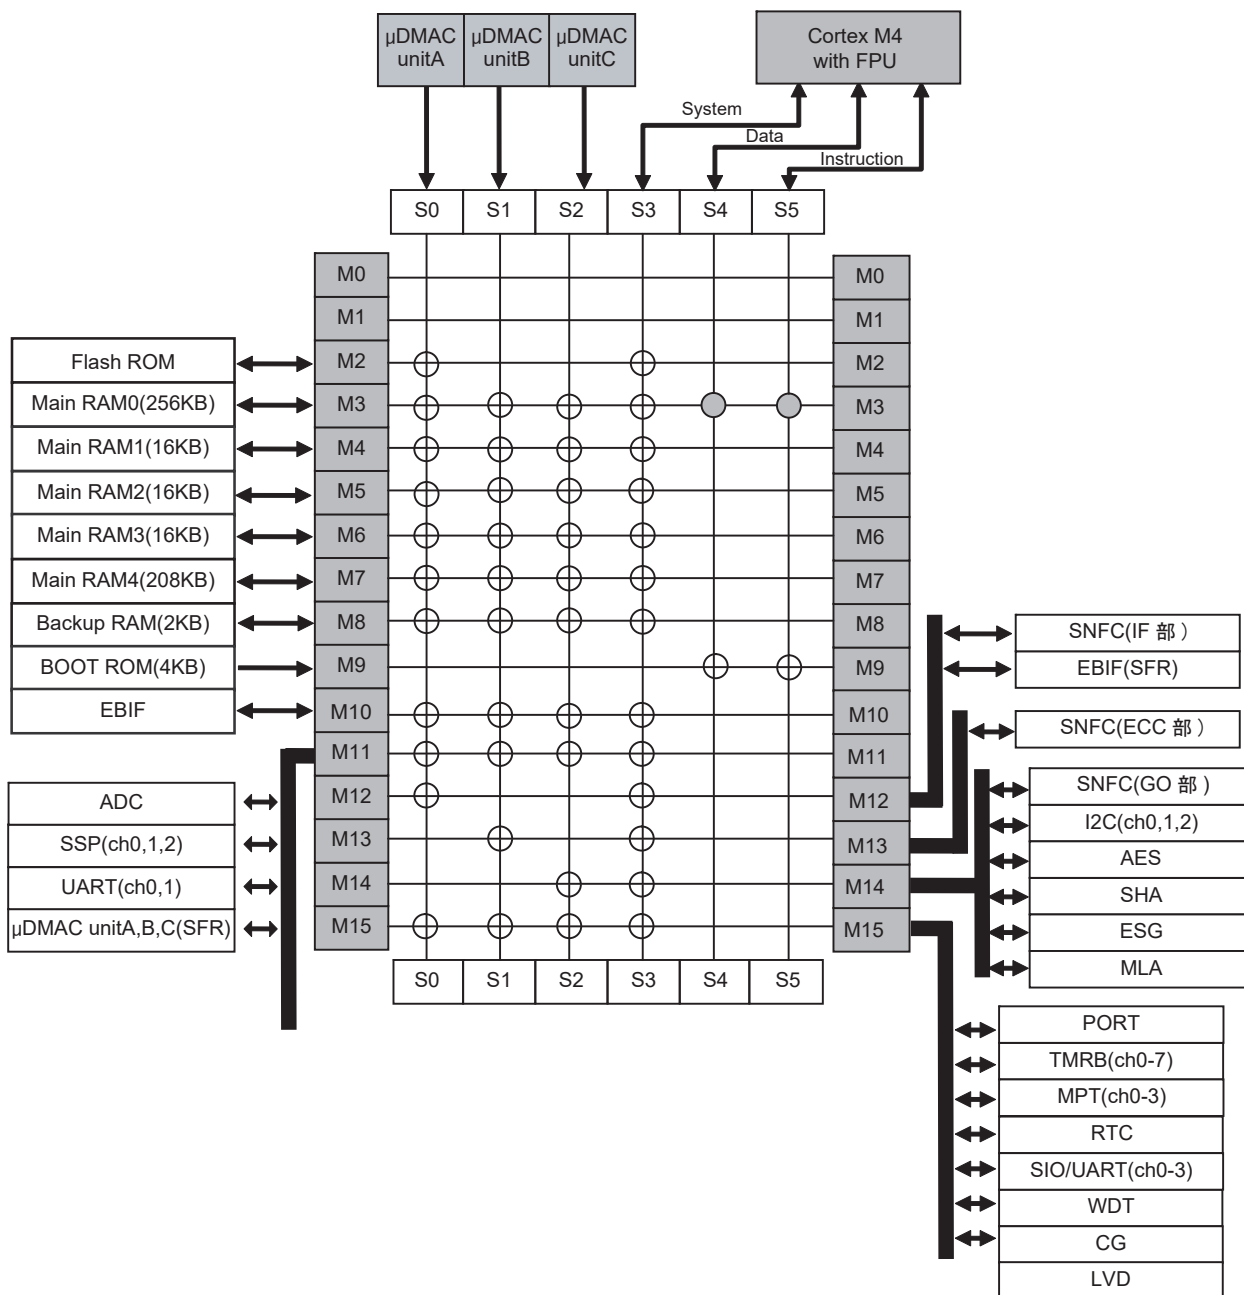 µDMAC
unitA
µDMAC
unitB
µDMAC
unitC
Cortex M4
with FPU
System
Data
Instruction
S0 S1 S2 S3 S4 S5
M0 M0
M1 M1
Flash ROM M2 M2
Main RAM0(256KB) M3 M3
Main RAM1(16KB) M4 M4
Main RAM2(16KB) M5 M5
Main RAM3(16KB) M6 M6
Main RAM4(208KB) M7 M7
Backup RAM(2KB) M8 M8
BOOT ROM(4KB) M9 M9
EBIF M10 M10
M11 M11
M12 M12
M13 M13
M14 M14
M15 M15
S0 S1 S2 S3 S4 S5
ADC
SSP(ch0,1,2)
UART(ch0,1)
µDMAC unitA,B,C(SFR)
SNFC(IF 部 )
EBIF(SFR)
SNFC(ECC 部 )
SNFC(GO 部 )
I2C(ch0,1,2)
AES
SHA
ESG
MLA
PORT
TMRB(ch0-7)
MPT(ch0-3)
RTC
SIO/UART(ch0-3)
WDT
CG
LVD